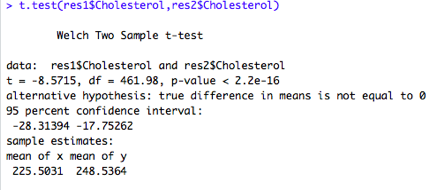 > t.test(res1$Cholesterol,res2$Cholesterol)
Welch Two Sample t-test
data:  res1$Cholesterol and res2$Cholesterol
t = -8.5715, df = 461.98, p-value < 2.2e-16
alternative hypothesis: true difference in means is not equal to 0
95 percent confidence interval:
-28.31394 -17.75262
sample estimates:
mean of x mean of y
225.5031  248.5364